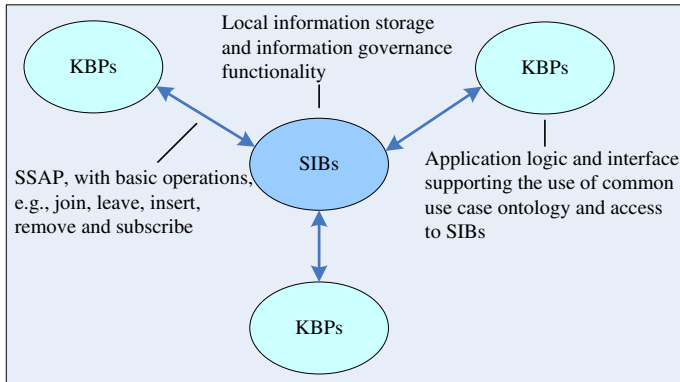 Local information storage
and information governance
functionality
KBPs
KBPs
SIBs
SSAP, with basic operations,
e.g., join, leave, insert,
remove and subscribe
Application logic and interface
supporting the use of common
use case ontology and access
to SIBs
KBPs